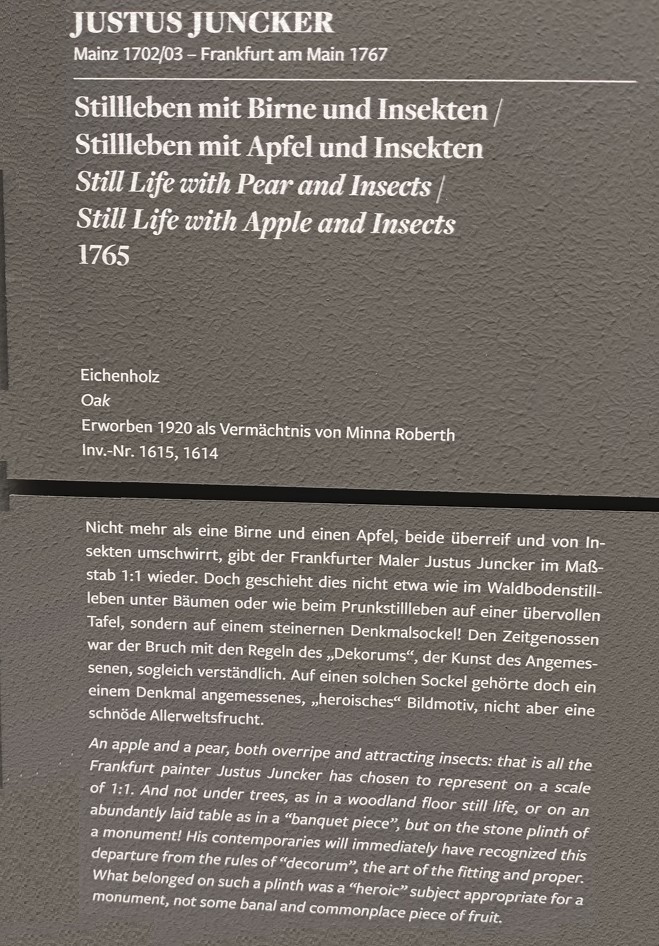 JUSTUS JUNCKER
Mainz 1702/03 – Frankfurt am Main 1767
Stillleben mit Birne und Insekten /
Stillleben mit Apfel und Insekten
Still Life with Pear and Insects /
Still Life with Apple and Insects
1765
Eichenholz
Oak
Erworben 1920 als Vermächtnis von Minna Roberth
Inv.-Nr. 1615, 1614
Nicht mehr als eine Birne und einen Apfel, beide überreif und von In-
sekten umschwirrt, gibt der Frankfurter Maler Justus Juncker im Maß-
stab 1:1 wieder. Doch geschieht dies nicht etwa wie im Waldbodenstill-
leben unter Bäumen oder wie beim Prunkstillleben auf einer übervollen
Tafel, sondern auf einem steinernen Denkmalsockel! Den Zeitgenossen
war der Bruch mit den Regeln des „Dekorums“, der Kunst des Angemes-
senen, sogleich verständlich. Auf einen solchen Sockel gehörte doch ein
einem Denkmal angemessenes, „heroisches“ Bildmotiv, nicht aber eine
schnöde Allerweltsfrucht.
An apple and a pear, both overripe and attracting insects: that is all the
Frankfurt painter Justus Juncker has chosen to represent on a scale
of 1:1. And not under trees, as in a woodland floor still life, or on an
abundantly laid table as in a “banquet piece”, but on the stone plinth of
a monument! His contemporaries will immediately have recognized this
departure from the rules of “decorum”, the art of the fitting and proper.
What belonged on such a plinth was a “heroic” subject appropriate for a
monument, not some banal and commonplace piece of fruit.